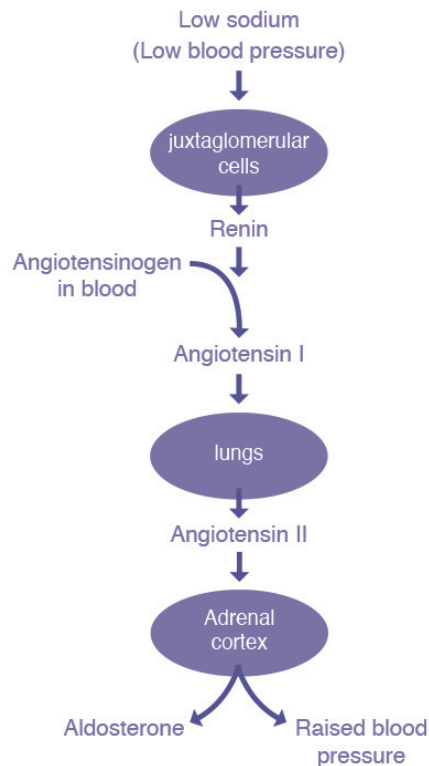 Low sodium
(Low blood pressure)
juxtaglomerular
cells
Renin
Angiotensinogen
in blood
Angiotensin I
lungs
Angiotensin II
Adrenal
cortex
Aldosterone
Raised blood
pressure